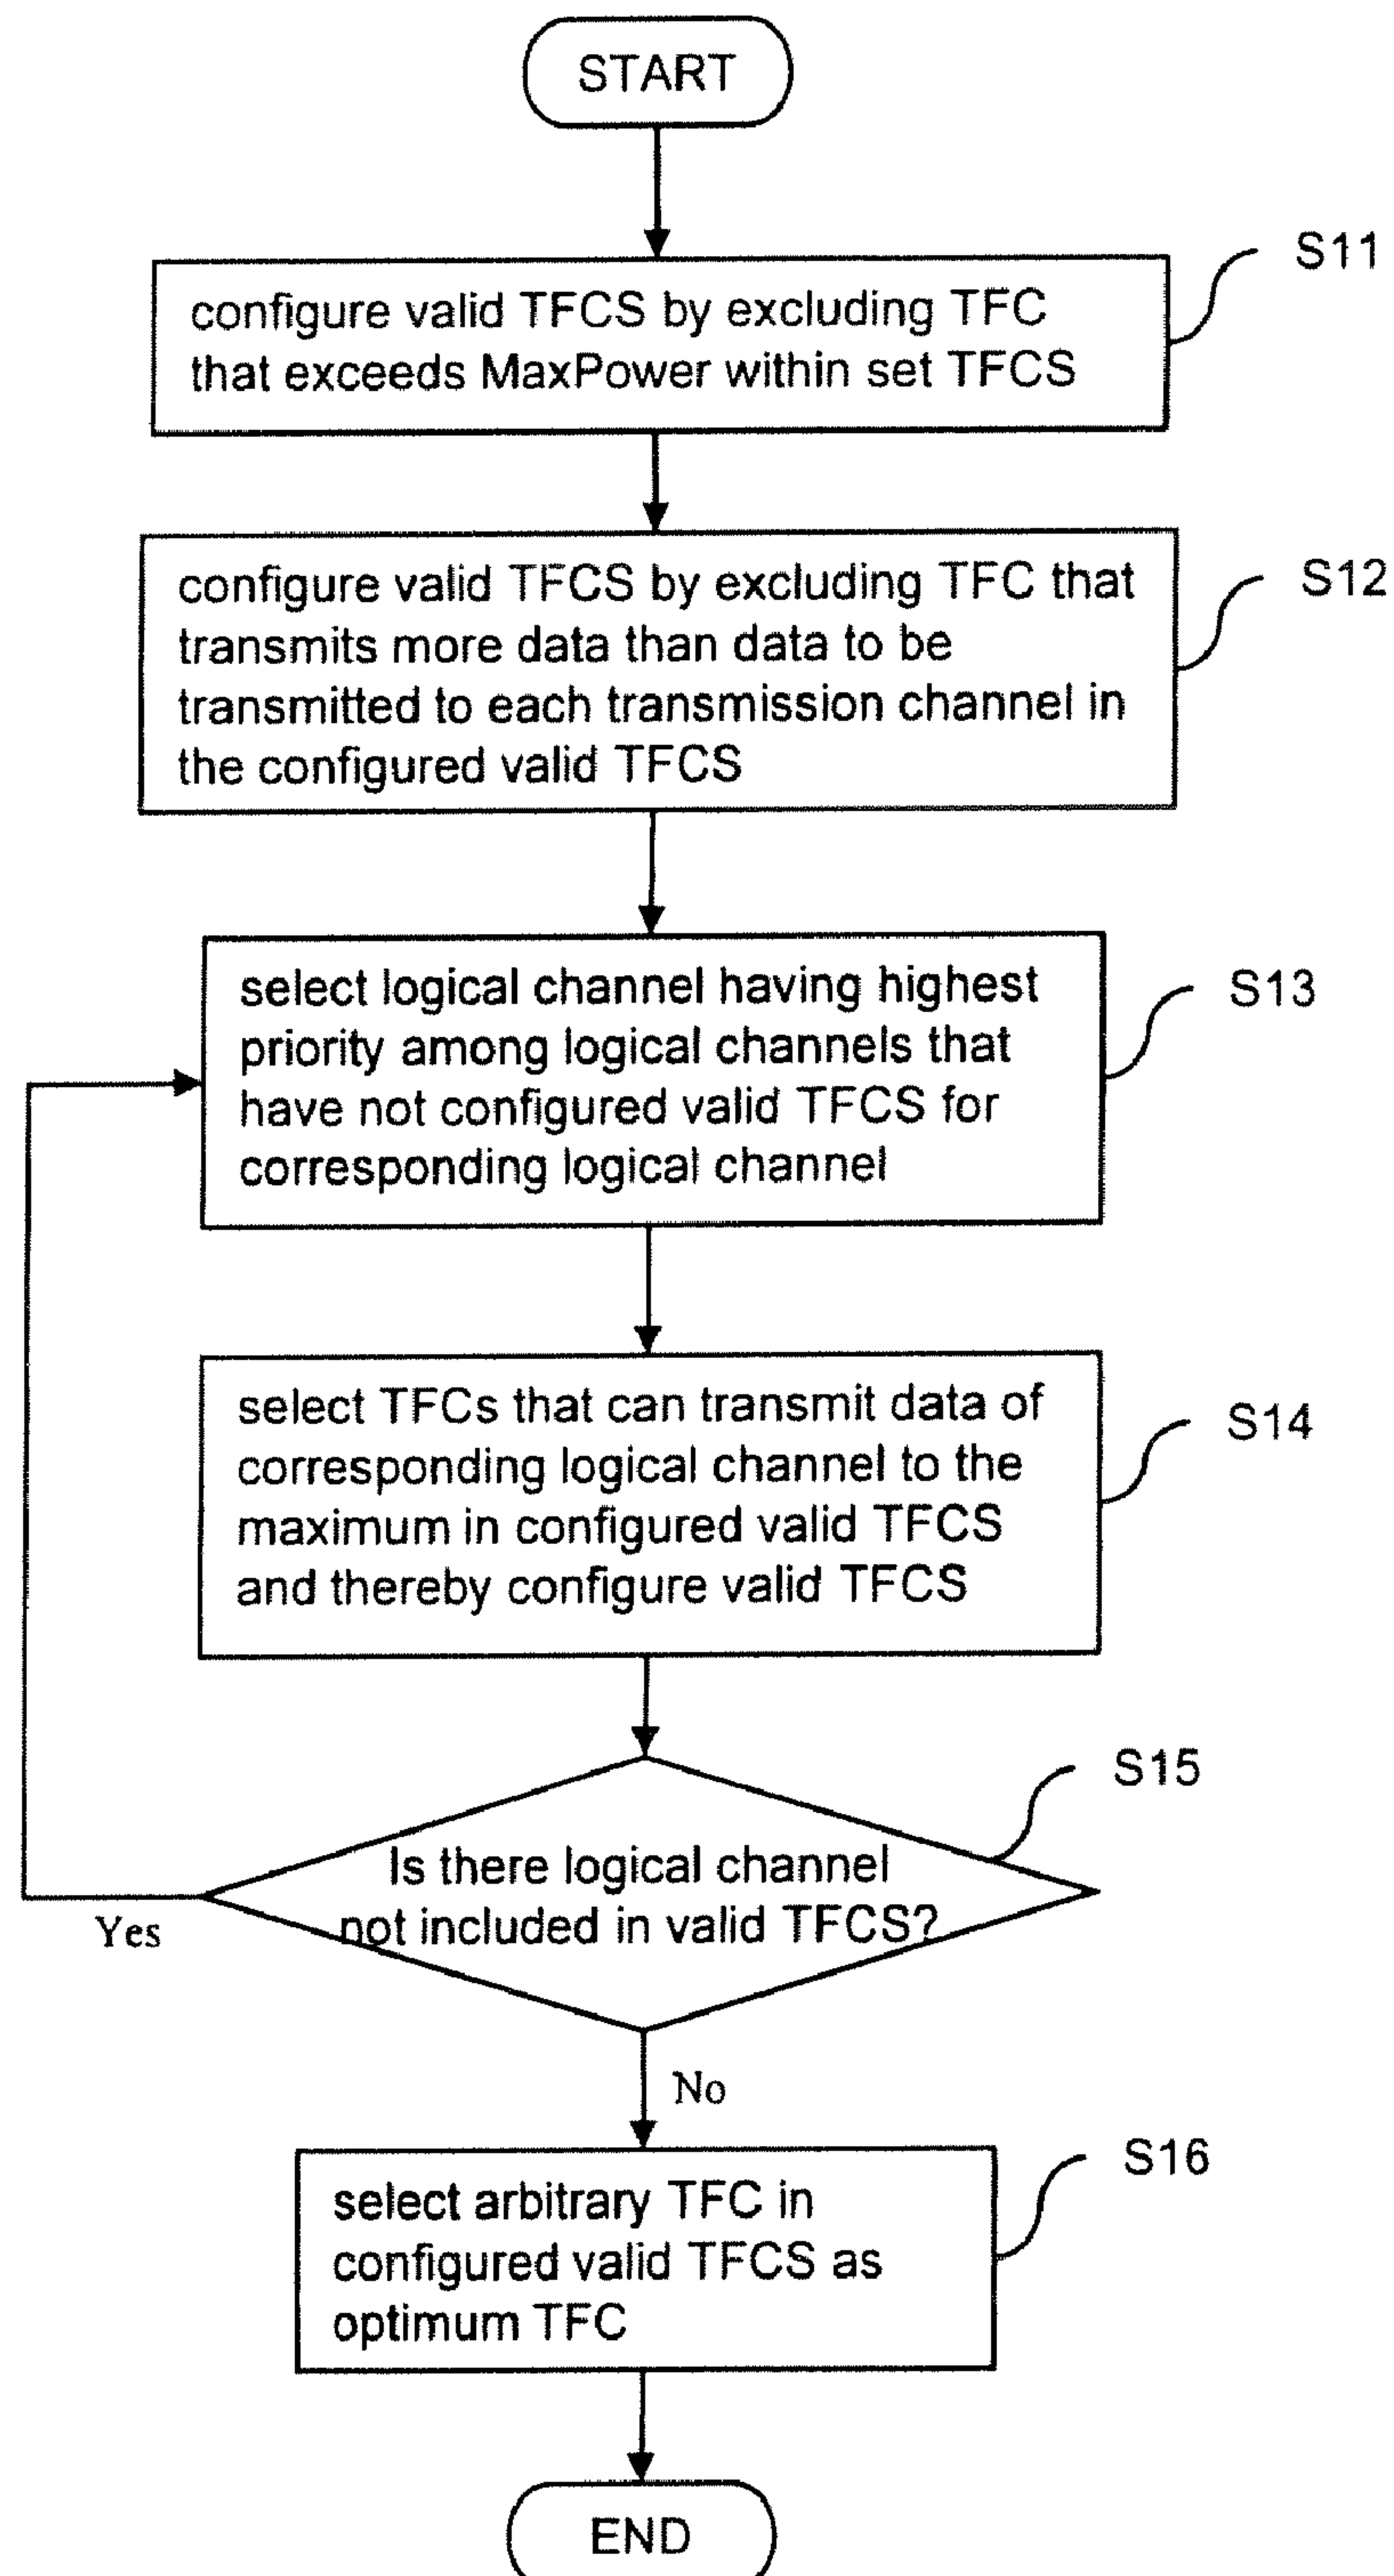 START
S11
configure valid TFCS by excluding TFC
that exceeds MaxPower within set TFCS
S12
configure valid TFCS by excluding TFC that
transmits more data than data to be
transmitted to each transmission channel in
the configured valid TFCS
S13
select logical channel having highest
priority among logical channels that
have not configured valid TFCS for
corresponding logical channel
S14
select TFCs that can transmit data of
corresponding logical channel to the
maximum in configured valid TFCS
and thereby configure valid TFCS
S15
Is there logical channel
not included in valid TFCS?
Yes
No
S16
select arbitrary TFC in
configured valid TFCS as
optimum TFC
END